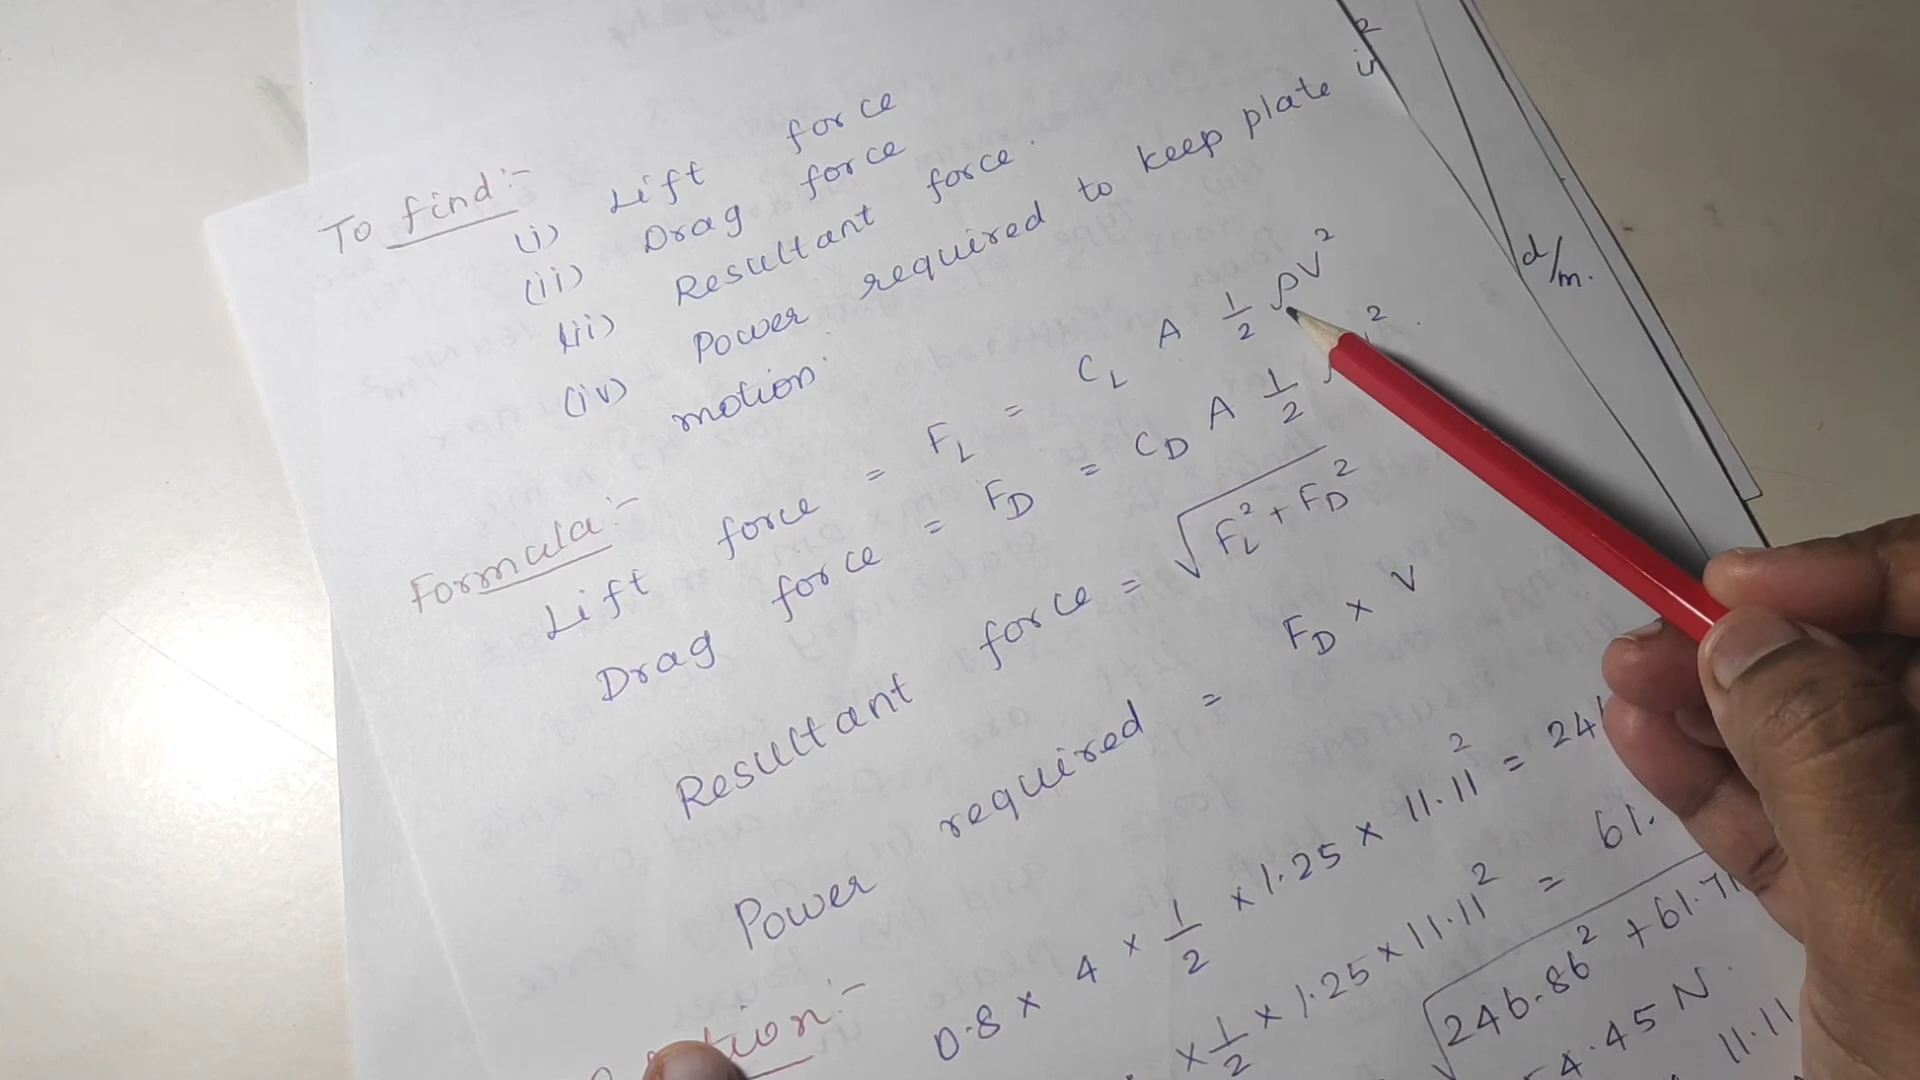 To find:-
(i) Lift force
(ii) Drag force
(iii) Resultant force.
(iv) Power required to keep plate in
motion.
Formula:-
Lift force = FL = CL A 1/2 ρV²
Drag force = FD = CD A 1/2 ²
Resultant force = √FL² + FD²
Power required = FD × V
0.8 × 4 × 1/2 × 1.25 × 11.11² = 24
× 1/2 × 1.25 × 11.11² = 61.
√246.86² + 61.71
4.45 N.
11.11
d/m.